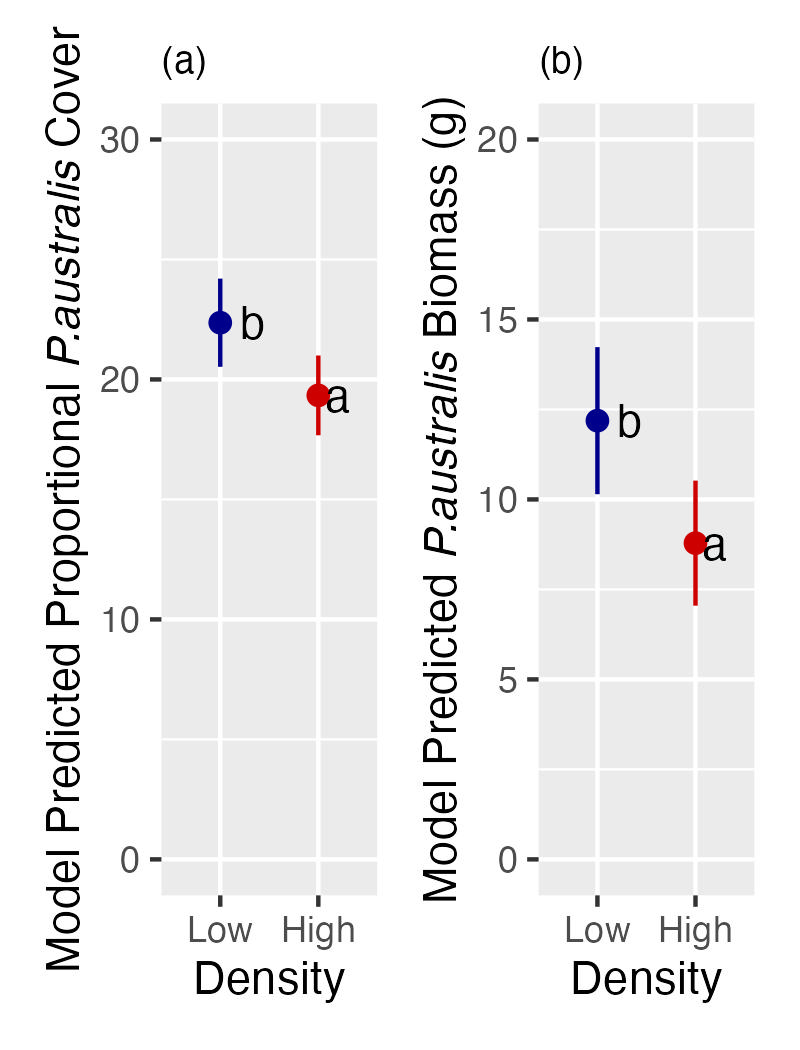 (a)
Model Predicted Proportional P.australis Cover
30
20
10
0
b
a
Low High
Density
(b)
Model Predicted P.australis Biomass (g)
20
15
10
5
0
b
a
Low High
Density